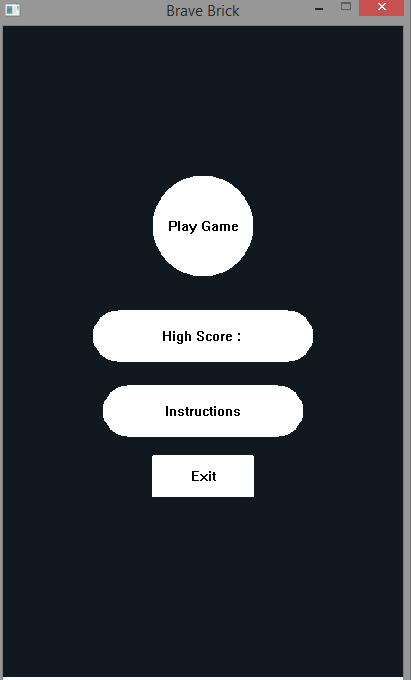 Brave Brick
Play Game
High Score :
Instructions
Exit